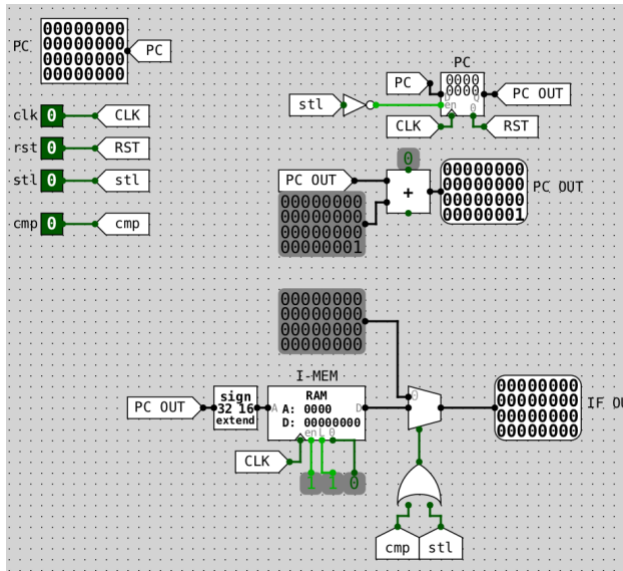 PC
00000000
00000000
00000000
00000000
PC
clk 0 CLK
rst 0 RST
stl 0 stl
cmp 0 cmp
PC
PC
0000
0000
D Q
en 0
PC OUT
stl
CLK
RST
0
PC OUT
+
00000000
00000000
00000000
00000001
00000000
00000000
00000000
00000001
PC OUT
00000000
00000000
00000000
00000000
I-MEM
PC OUT
sign
32 16
extend
RAM
A: 0000
D: 00000000
A
D
en l 0
0
CLK
1 1 0
00000000
00000000
00000000
00000000
IF OU
cmp stl